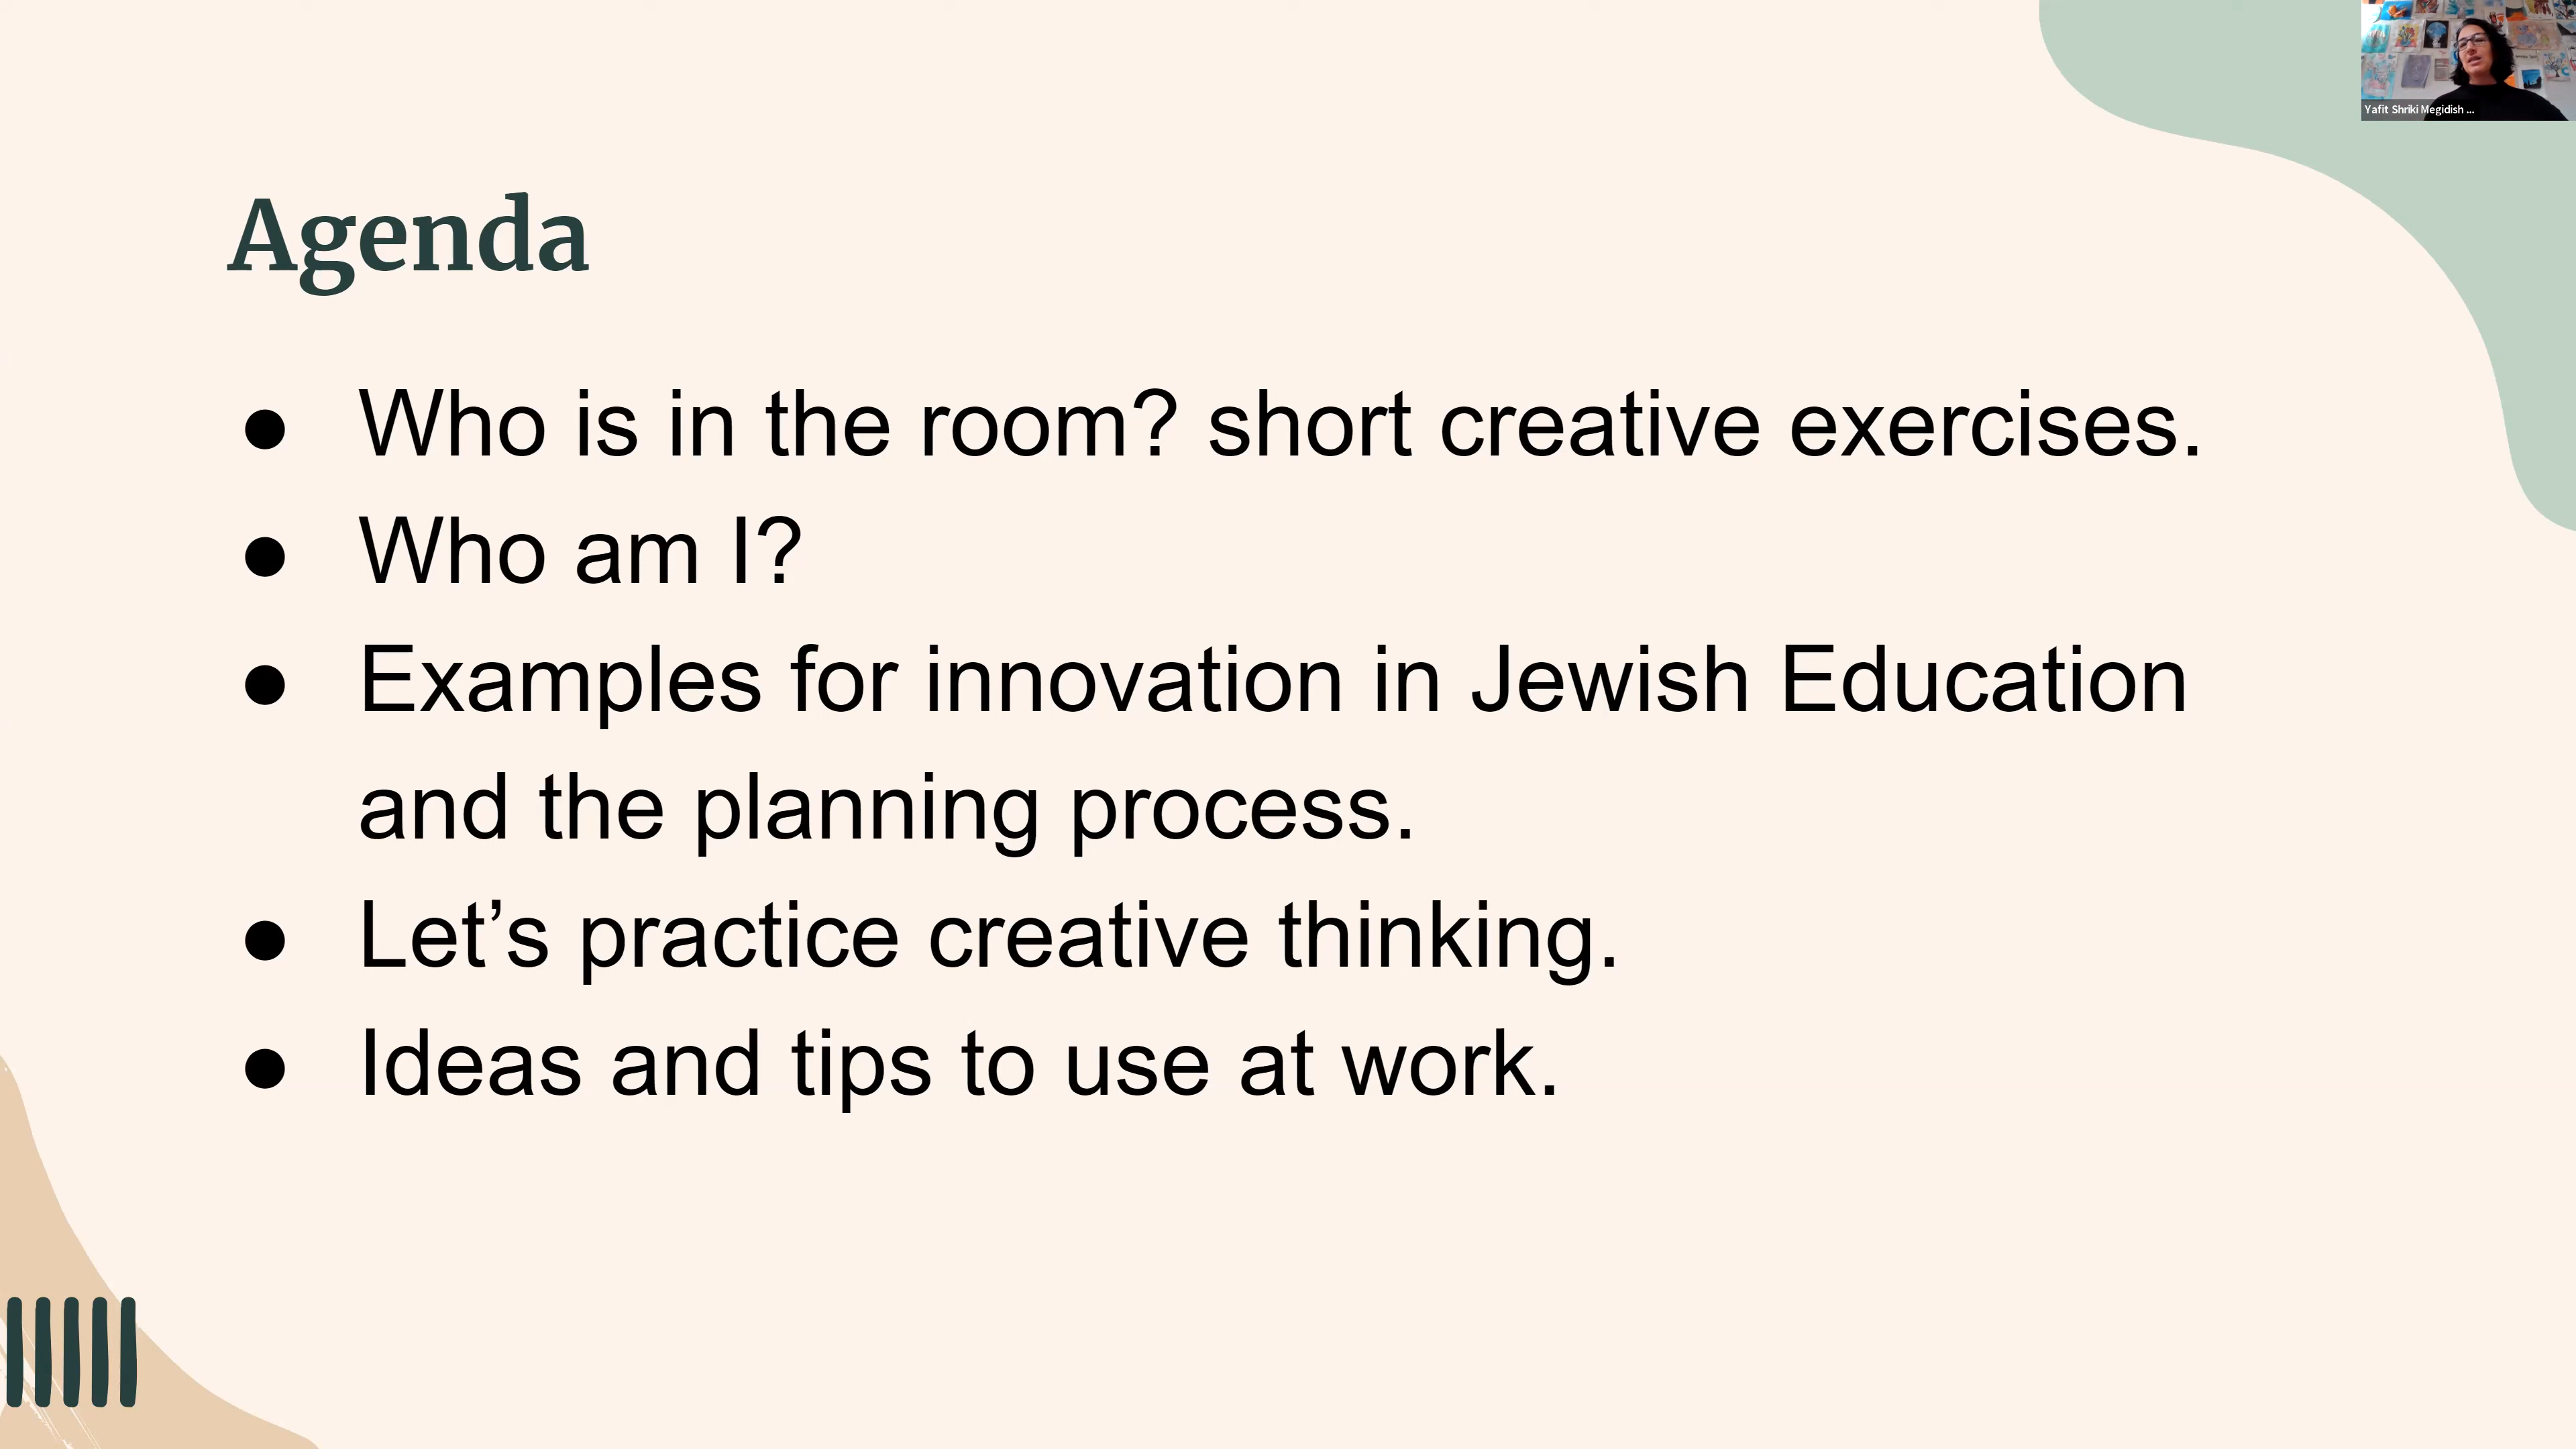 Yafit Shriki Megidish ...
Agenda
● Who is in the room? short creative exercises.
● Who am I?
● Examples for innovation in Jewish Education
and the planning process.
● Let’s practice creative thinking.
● Ideas and tips to use at work.